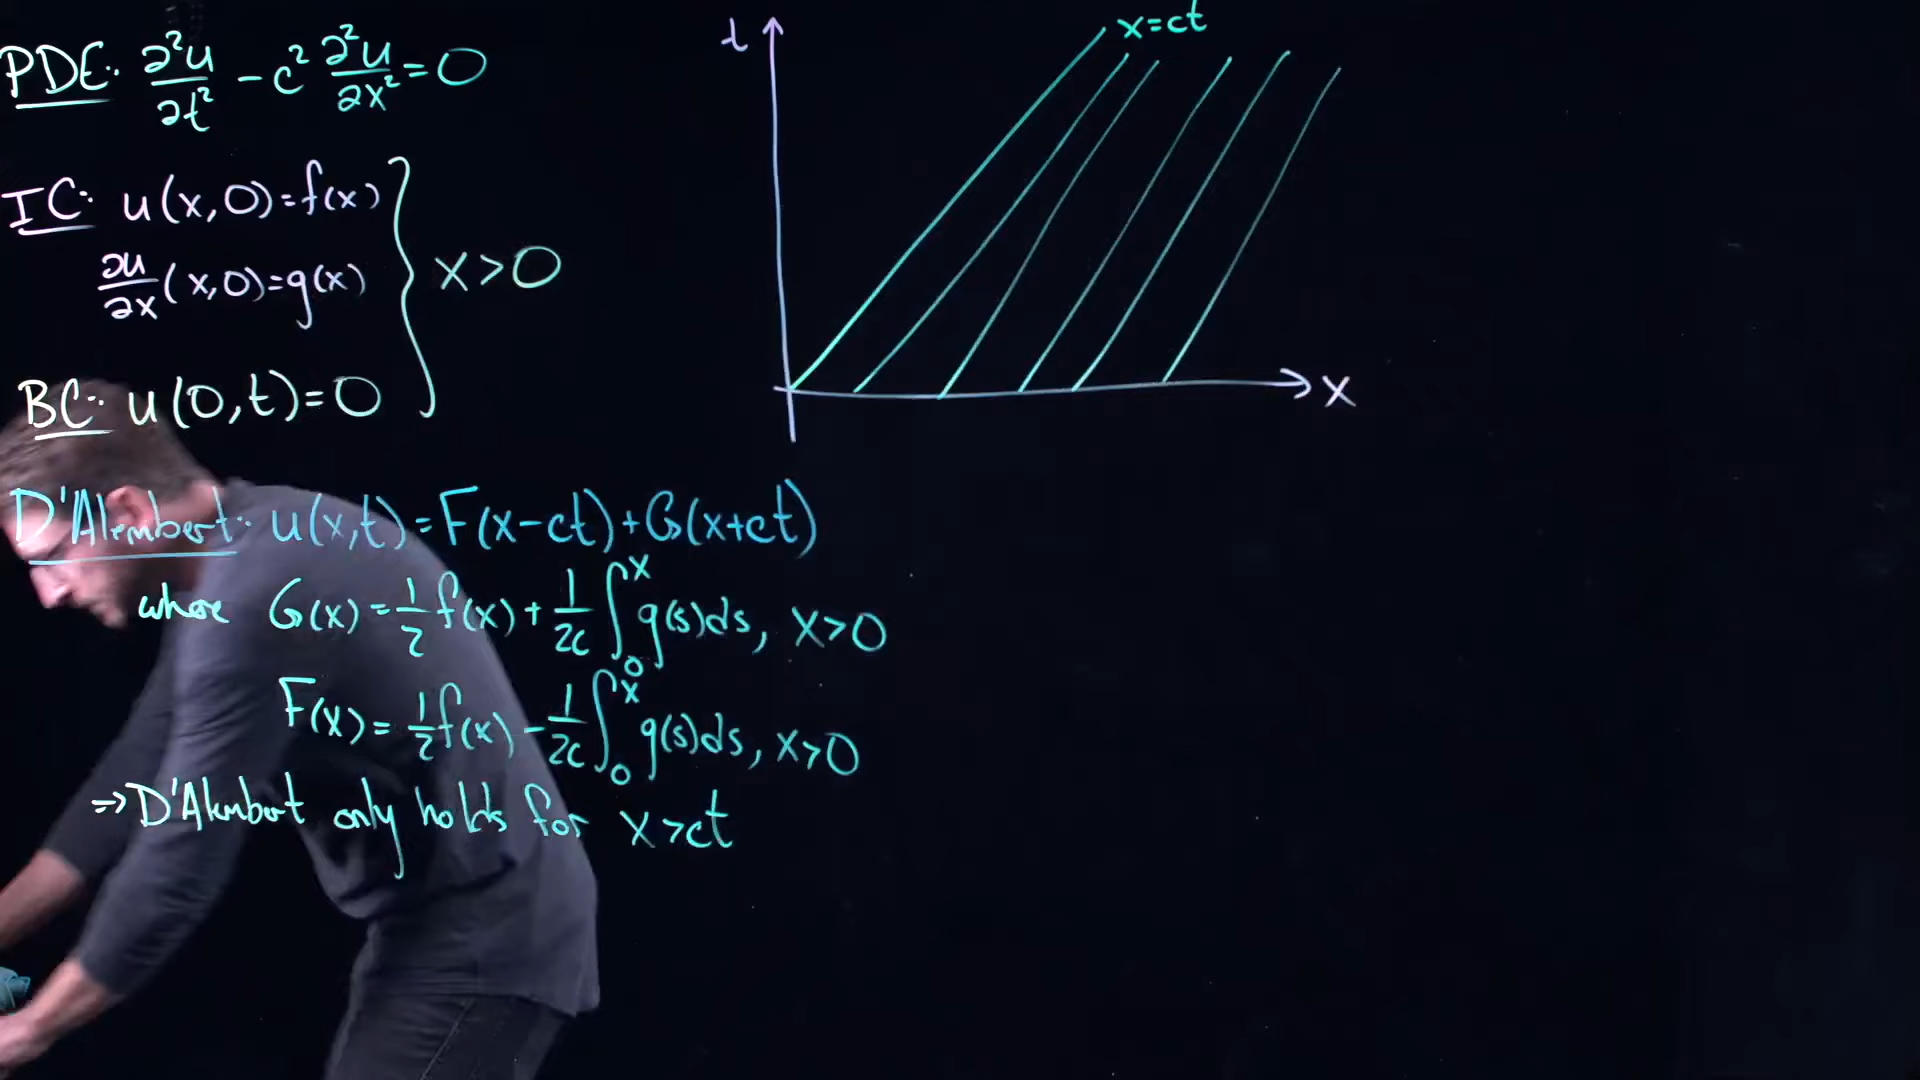 PDE: ∂²u/∂t² - c² ∂²u/∂x² = 0
IC: u(x,0)=f(x)
∂u/∂x (x,0)=g(x)
x>0
BC: u(0,t)=0
t
x=ct
x
D'Alembert: u(x,t)=F(x-ct)+G(x+ct)
where G(x)=1/2 f(x)+1/2c ∫₀ˣ g(s)ds, x>0
F(x)=1/2 f(x)-1/2c ∫₀ˣ g(s)ds, x>0
⇒ D'Alembert only holds for x>ct